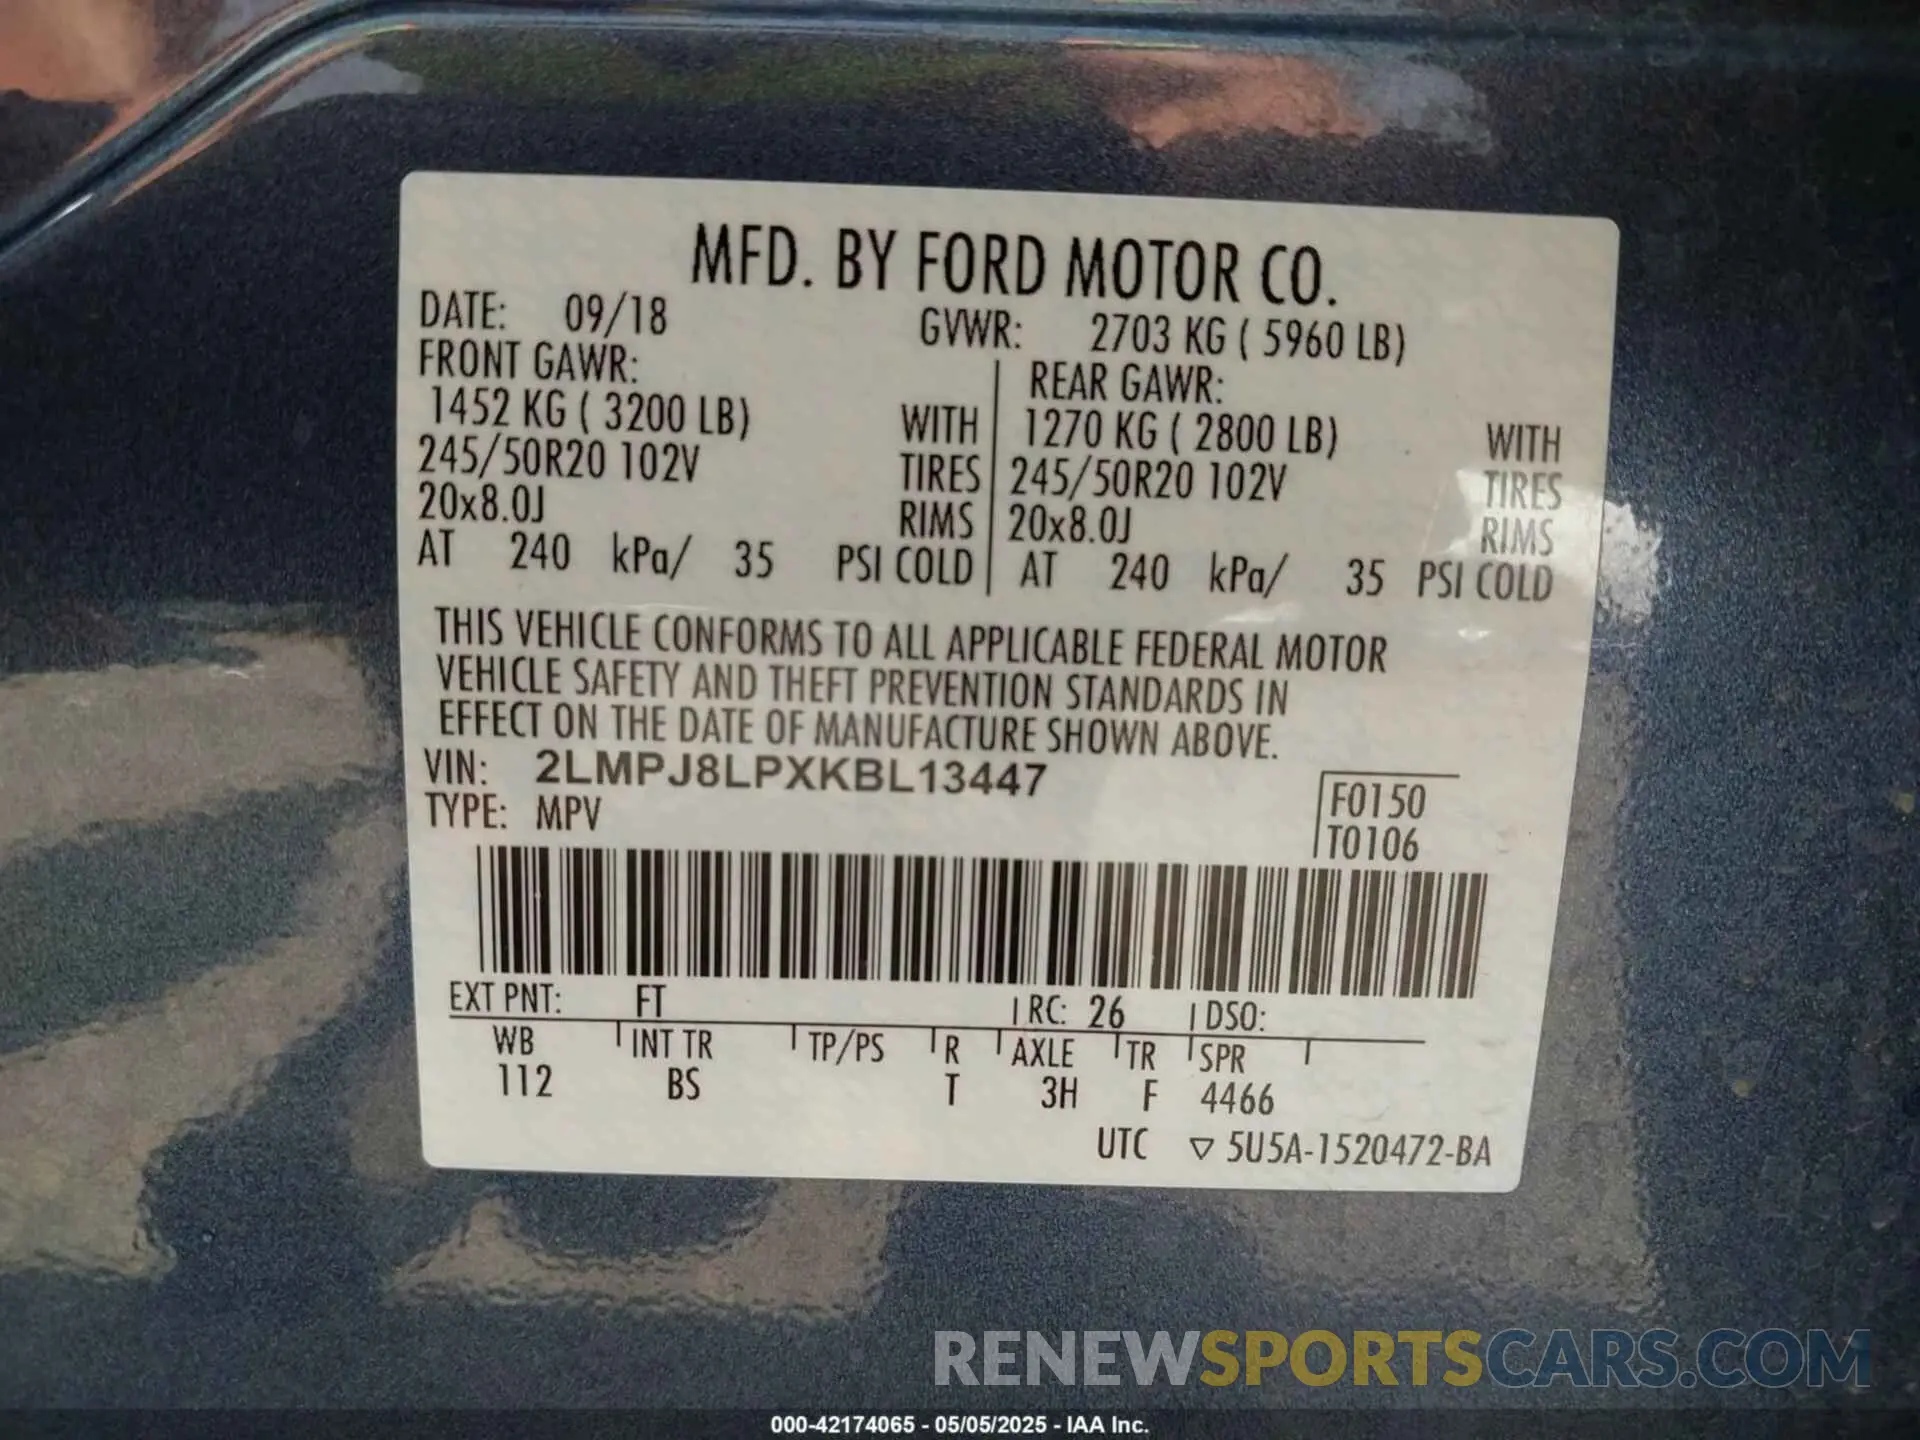 MFD. BY FORD MOTOR CO.
DATE: 09/18 GVWR: 2703 KG ( 5960 LB)
FRONT GAWR: REAR GAWR:
1452 KG ( 3200 LB) WITH 1270 KG ( 2800 LB) WITH
245/50R20 102V TIRES 245/50R20 102V TIRES
20x8.0J RIMS 20x8.0J RIMS
AT 240 kPa/ 35 PSI COLD AT 240 kPa/ 35 PSI COLD
THIS VEHICLE CONFORMS TO ALL APPLICABLE FEDERAL MOTOR
VEHICLE SAFETY AND THEFT PREVENTION STANDARDS IN
EFFECT ON THE DATE OF MANUFACTURE SHOWN ABOVE.
VIN: 2LMPJ8LPXKBL13447
TYPE: MPV
F0150
T0106
EXT PNT: FT RC: 26 DSO:
WB INT TR TP/PS R AXLE TR SPR
112 BS T 3H F 4466
UTC ▽ 5U5A-1520472-BA
RENEWSPORTSCARS.COM
000-42174065 - 05/05/2025 - IAA Inc.